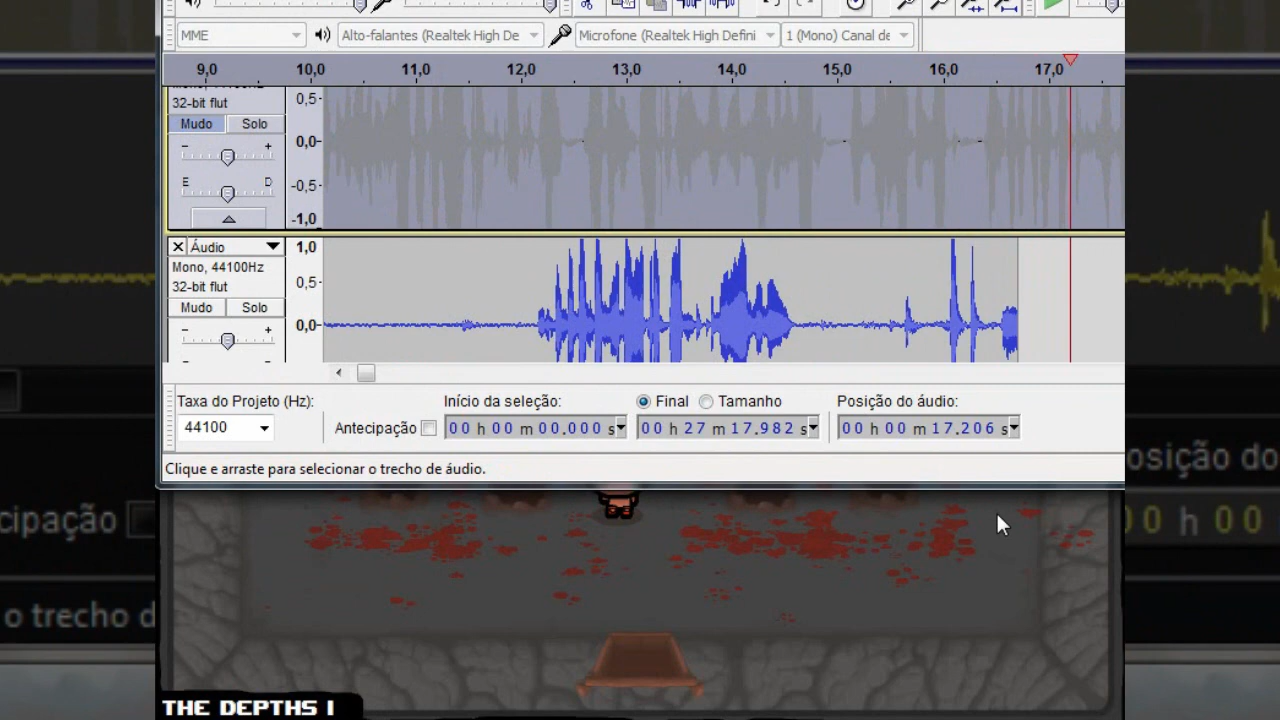 MME Alto-falantes (Realtek High De Microfone (Realtek High Defini 1 (Mono) Canal de
9,0 10,0 11,0 12,0 13,0 14,0 15,0 16,0 17,0
32-bit flut 0,5
Mudo Solo 0,0
- +
E D -0,5
-1,0
X Áudio 1,0
Mono, 44100Hz
32-bit flut 0,5
Mudo Solo
- + 0,0
Taxa do Projeto (Hz): Início da seleção: Final Tamanho Posição do áudio:
44100 Antecipação 00 h 00 m 00.000 s 00 h 27 m 17.982 s 00 h 00 m 17.206 s
Clique e arraste para selecionar o trecho de áudio.
osição do
cipação 00 h 00
o trecho d
THE DEPTHS I